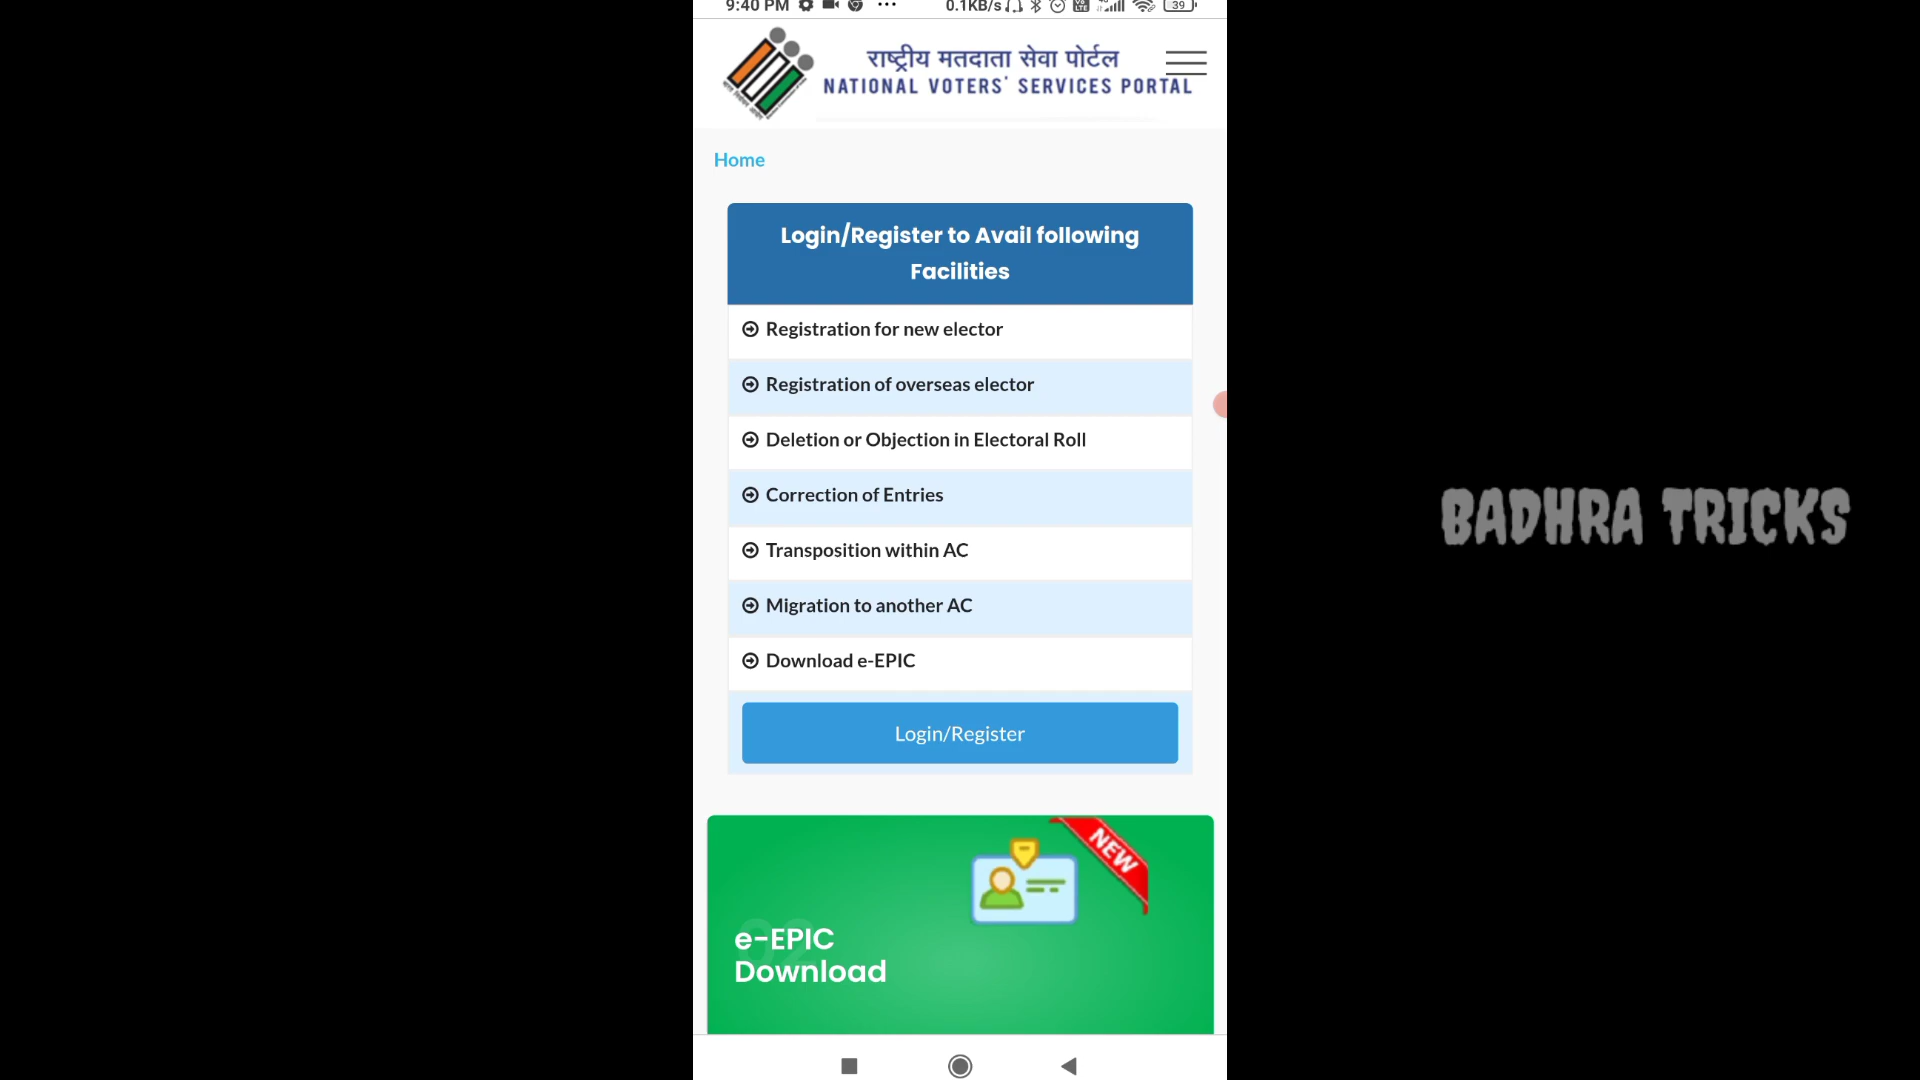 9:40 PM ... 0.1KB/s 39
राष्ट्रीय मतदाता सेवा पोर्टल
NATIONAL VOTERS' SERVICES PORTAL
Home
Login/Register to Avail following
Facilities
Registration for new elector
Registration of overseas elector
Deletion or Objection in Electoral Roll
Correction of Entries
BADHRA TRICKS
Transposition within AC
Migration to another AC
Download e-EPIC
Login/Register
NEW
02
e-EPIC
Download